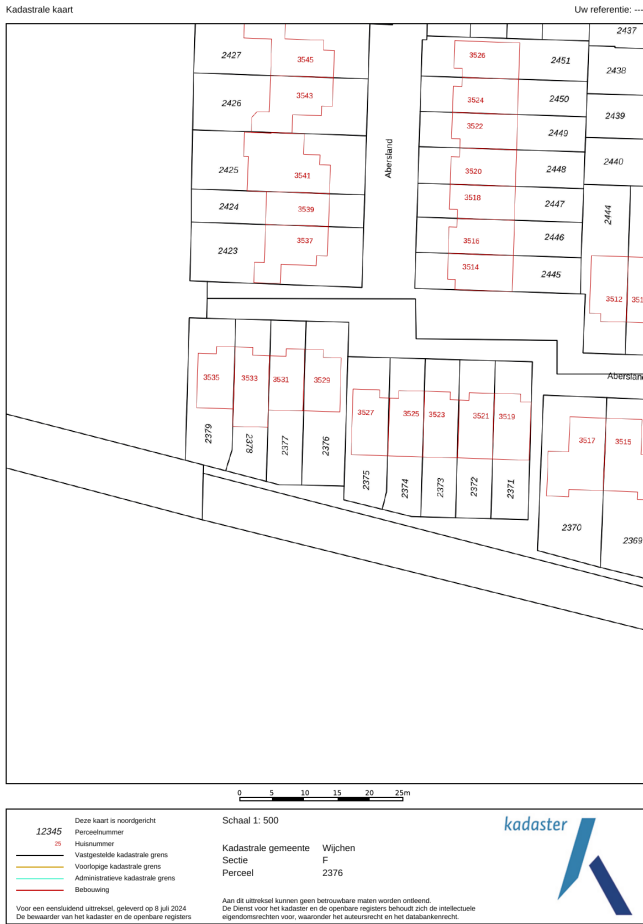 Kadastrale kaart
Uw referentie: ---
2437
2427
3545
3526
2451
2438
2426
3543
3524
2450
2439
3522
2449
Abersland
2425
3541
3520
2448
2440
2424
3539
3518
2447
2444
2423
3537
3516
2446
3514
2445
3512
351
Abersland
3535
3533
3531
3529
3527
3525
3523
3521
3519
3517
3515
2379
2378
2377
2376
2375
2374
2373
2372
2371
2370
2369
0 5 10 15 20 25m
Deze kaart is noordgericht
12345 Perceelnummer
25 Huisnummer
Vastgestelde kadastrale grens
Voorlopige kadastrale grens
Administratieve kadastrale grens
Bebouwing
Voor een eensluidend uittreksel, geleverd op 8 juli 2024
De bewaarder van het kadaster en de openbare registers
Schaal 1: 500
Kadastrale gemeente Wijchen
Sectie F
Perceel 2376
Aan dit uittreksel kunnen geen betrouwbare maten worden ontleend.
De Dienst voor het kadaster en de openbare registers behoudt zich de intellectuele
eigendomsrechten voor, waaronder het auteursrecht en het databankenrecht.
kadaster